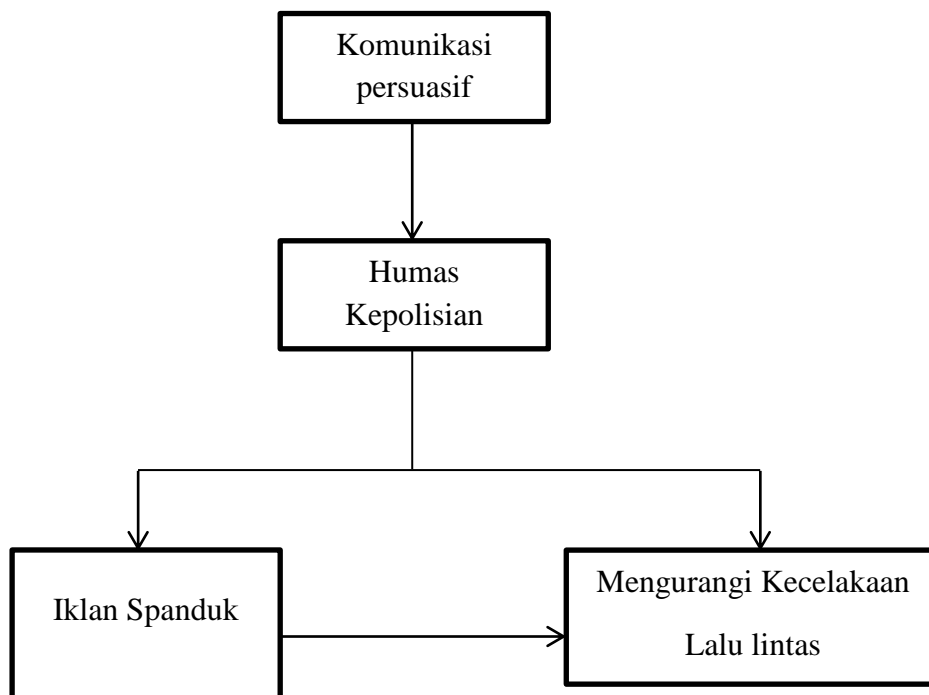 Komunikasi
persuasif
Humas
Kepolisian
Iklan Spanduk
Mengurangi Kecelakaan
Lalu lintas